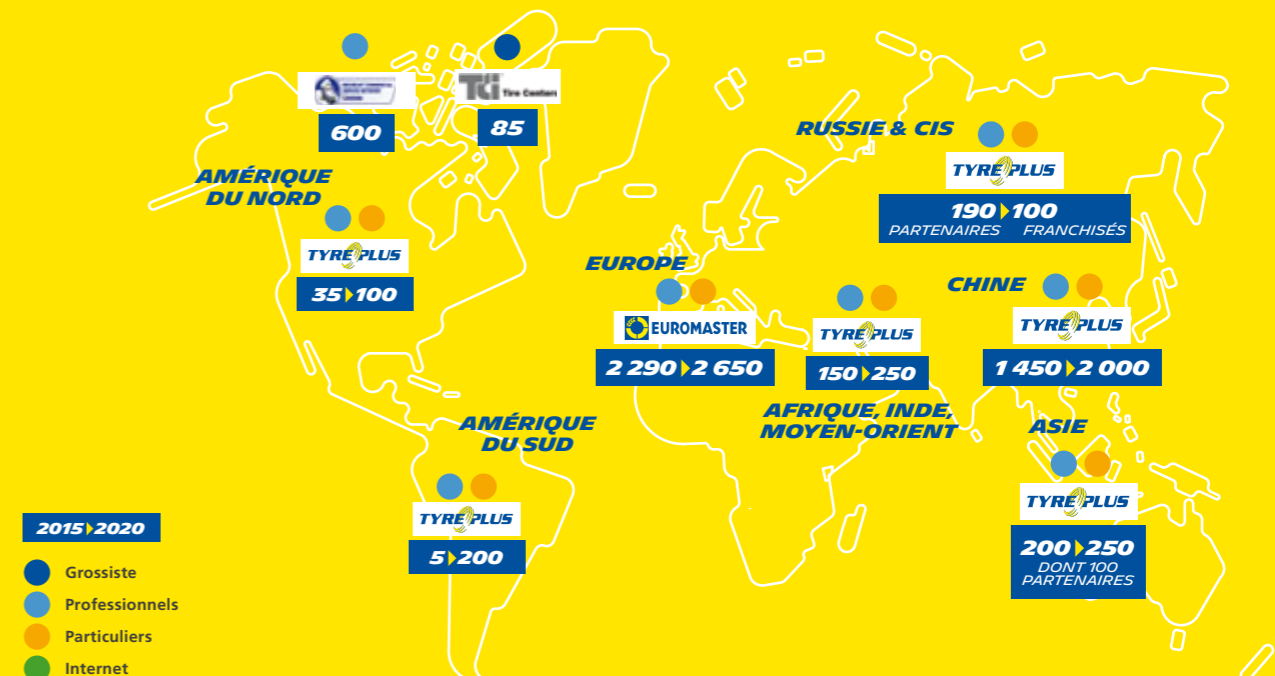 TCi Tire Centers
600
85
AMÉRIQUE
DU NORD
TYREPLUS
35 100
RUSSIE & CIS
TYREPLUS
190 100
PARTENAIRES FRANCHISÉS
EUROPE
EUROMASTER
2 290 2 650
TYREPLUS
150 250
AFRIQUE, INDE,
MOYEN-ORIENT
CHINE
TYREPLUS
1 450 2 000
ASIE
TYREPLUS
200 250
DONT 100
PARTENAIRES
AMÉRIQUE
DU SUD
TYREPLUS
5 200
2015 2020
Grossiste
Professionnels
Particuliers
Internet